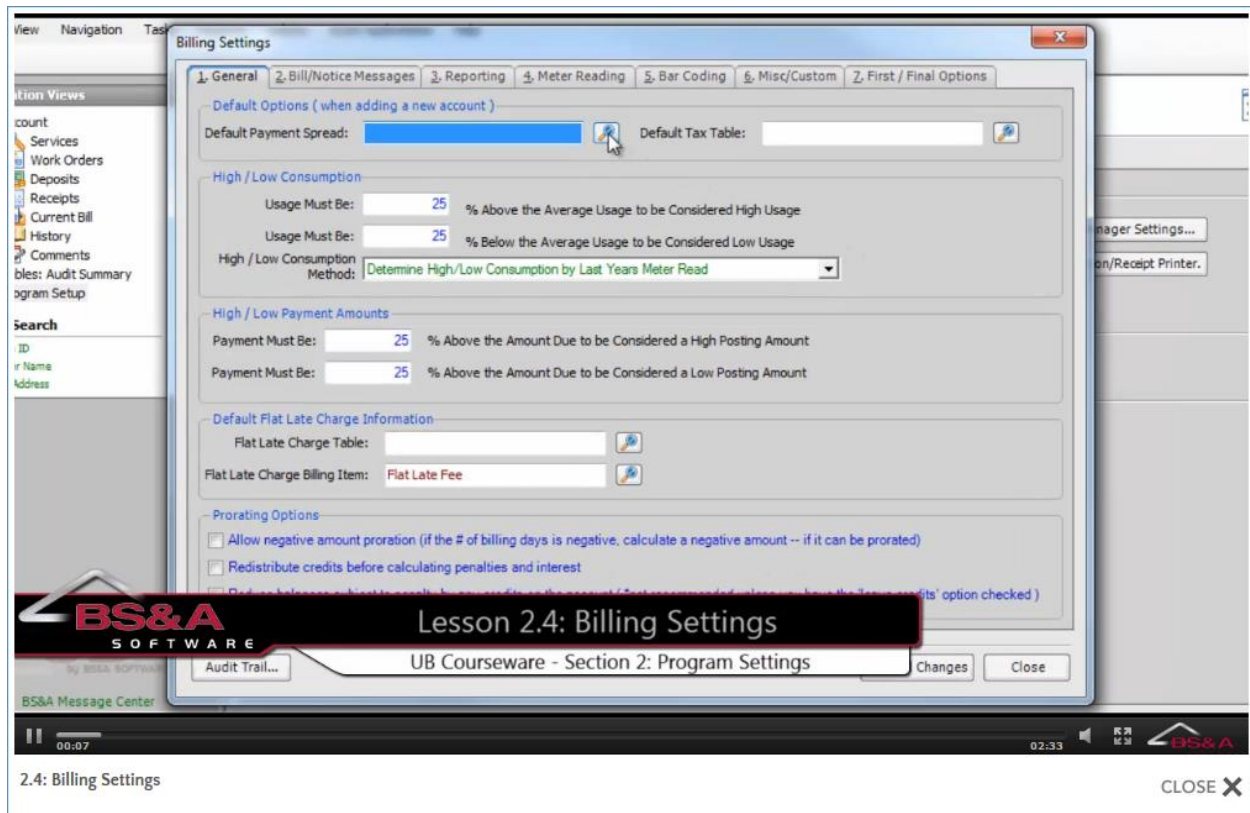 View Navigation Tas
Billing Settings
1. General 2. Bill/Notice Messages 3. Reporting 4. Meter Reading 5. Bar Coding 6. Misc/Custom 7. First / Final Options
ation Views
count
Services
Work Orders
Deposits
Receipts
Current Bill
History
Comments
bles: Audit Summary
ogram Setup
Search
ID
r Name
Address
Default Options ( when adding a new account )
Default Payment Spread: Default Tax Table:
High / Low Consumption
Usage Must Be: 25 % Above the Average Usage to be Considered High Usage
Usage Must Be: 25 % Below the Average Usage to be Considered Low Usage
High / Low Consumption
Method: Determine High/Low Consumption by Last Years Meter Read
High / Low Payment Amounts
Payment Must Be: 25 % Above the Amount Due to be Considered a High Posting Amount
Payment Must Be: 25 % Above the Amount Due to be Considered a Low Posting Amount
Default Flat Late Charge Information
Flat Late Charge Table:
Flat Late Charge Billing Item: Flat Late Fee
Prorating Options
Allow negative amount proration (if the # of billing days is negative, calculate a negative amount -- if it can be prorated)
Redistribute credits before calculating penalties and interest
dits' option checked )
nager Settings...
on/Receipt Printer.
BS&A
SOFTWARE
Lesson 2.4: Billing Settings
UB Courseware - Section 2: Program Settings
by BS&A SOFTWAR
Audit Trail... Changes Close
BS&A Message Center
00:07 02:33 BS&A
2.4: Billing Settings
CLOSE